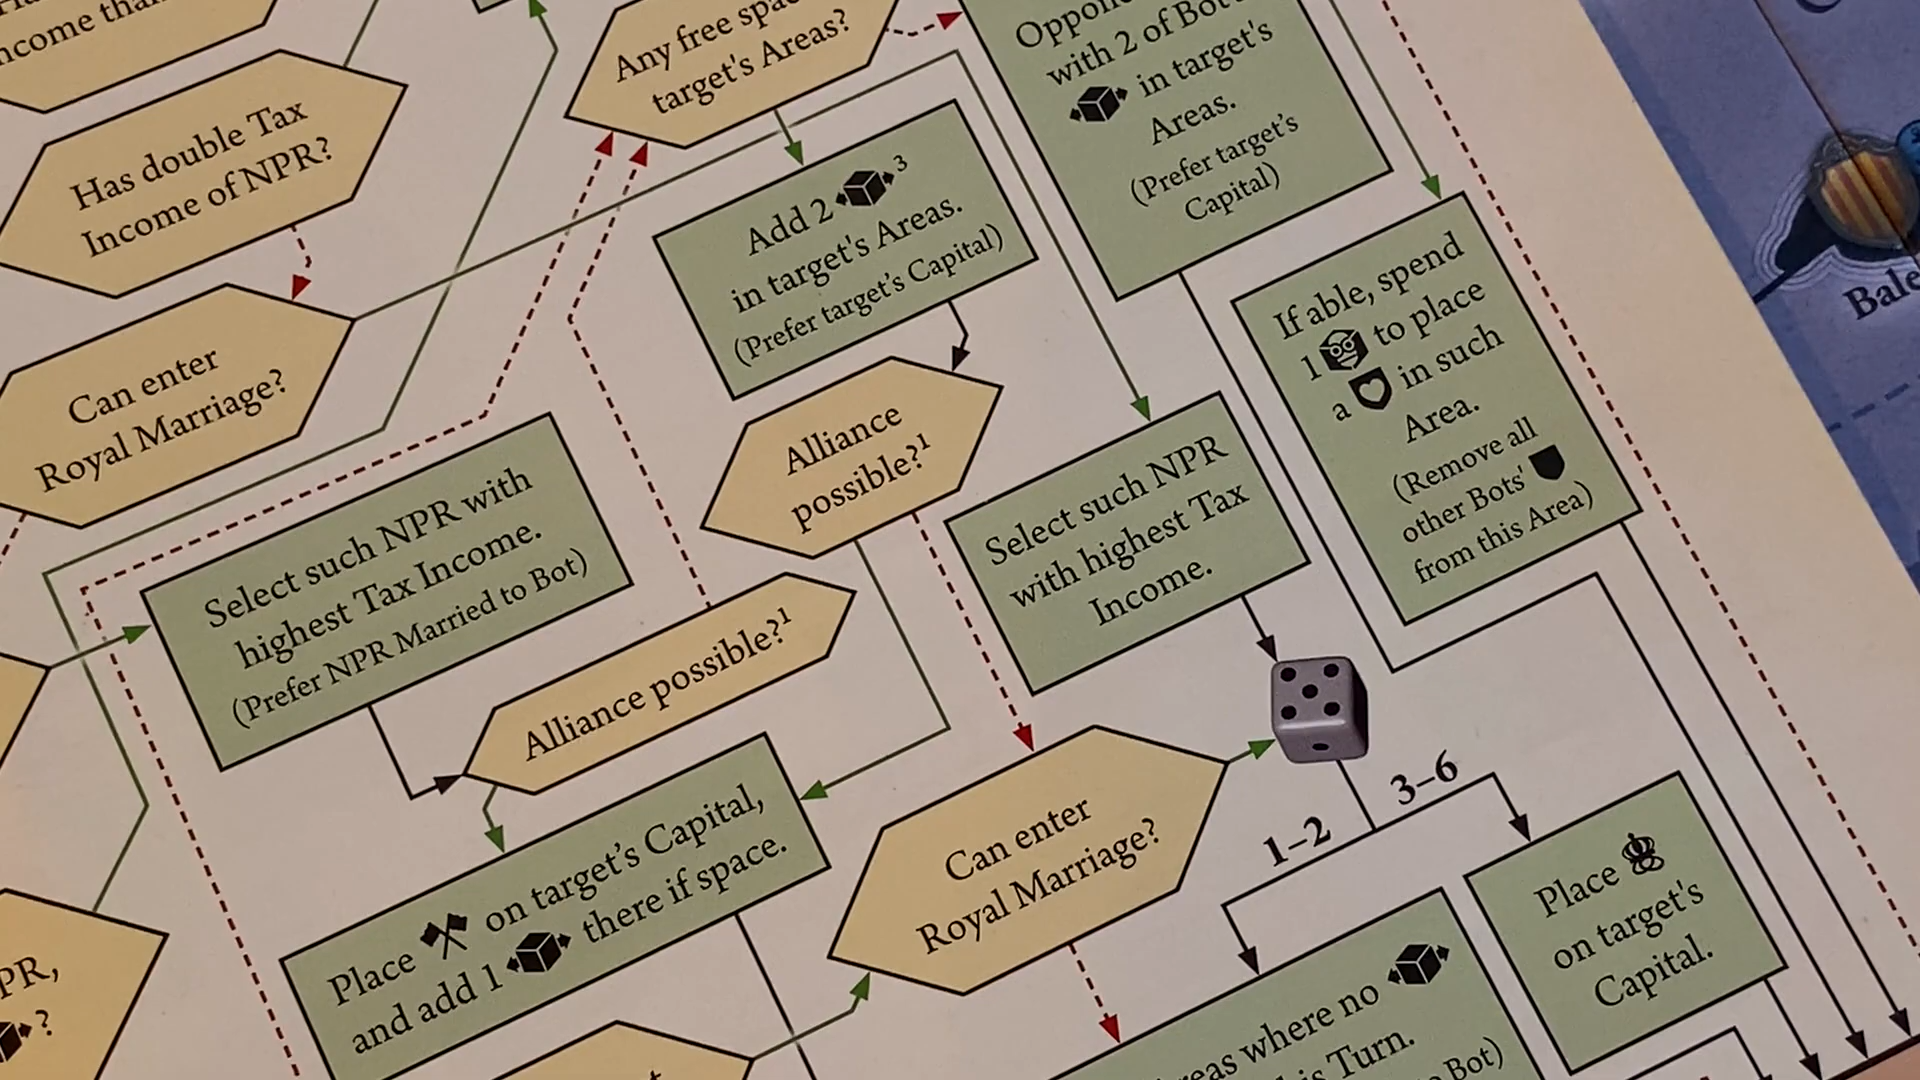 ncome than
Has double Tax
Income of NPR?
Can enter
Royal Marriage?
Any free spac
target's Areas?
Add 2 3
in target's Areas.
(Prefer target's Capital)
Oppone
with 2 of Bot
in target's
Areas.
(Prefer target's
Capital)
If able, spend
1 to place
a in such
Area.
(Remove all
other Bots'
from this Area)
Alliance
possible?¹
Select such NPR with
highest Tax Income.
(Prefer NPR Married to Bot)
Select such NPR
with highest Tax
Income.
Alliance possible?¹
Place on target's Capital,
and add 1 there if space.
Can enter
Royal Marriage?
1–2
3–6
Place
on target's
Capital.
PR,
?
reas where no
is Turn.
to Bot)
Bale